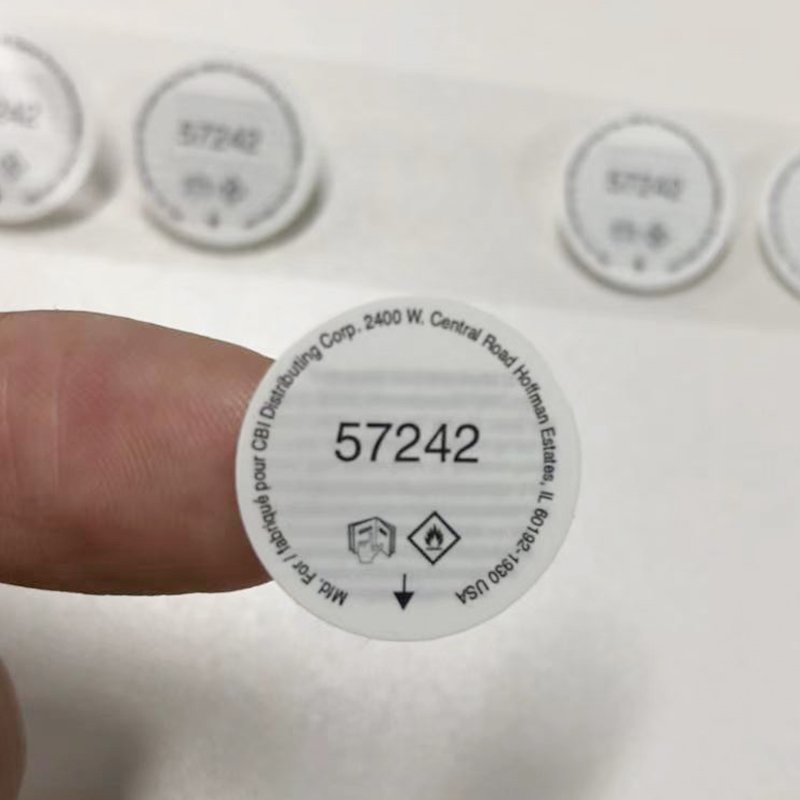 Mfd. For / fabriqué pour CBI Distributing Corp. 2400 W. Central Road Hoffman Estates, IL 60192-1930 USA
57242
57242
57242